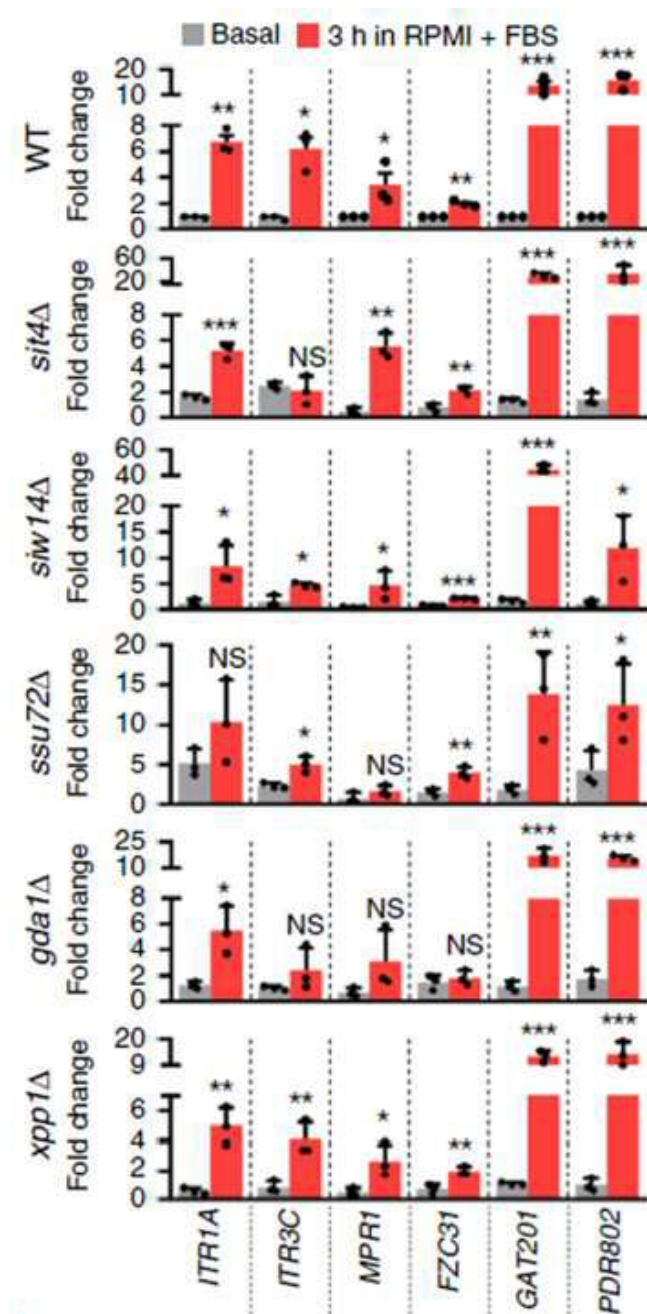 Basal 3 h in RPMI + FBS
WT
Fold change
20
10
8
6
4
2
0
** * * ** *** ***
sit4Δ
Fold change
60
20
8
6
4
2
0
*** NS ** ** *** ***
siw14Δ
Fold change
60
40
20
15
10
5
0
* * * *** *** *
ssu72Δ
Fold change
20
15
10
5
0
NS * NS ** ** *
gda1Δ
Fold change
25
10
8
6
4
2
0
* NS NS NS *** ***
xpp1Δ
Fold change
20
9
6
4
2
0
** ** * ** *** ***
ITR1A
ITR3C
MPR1
FZC31
GAT201
PDR802